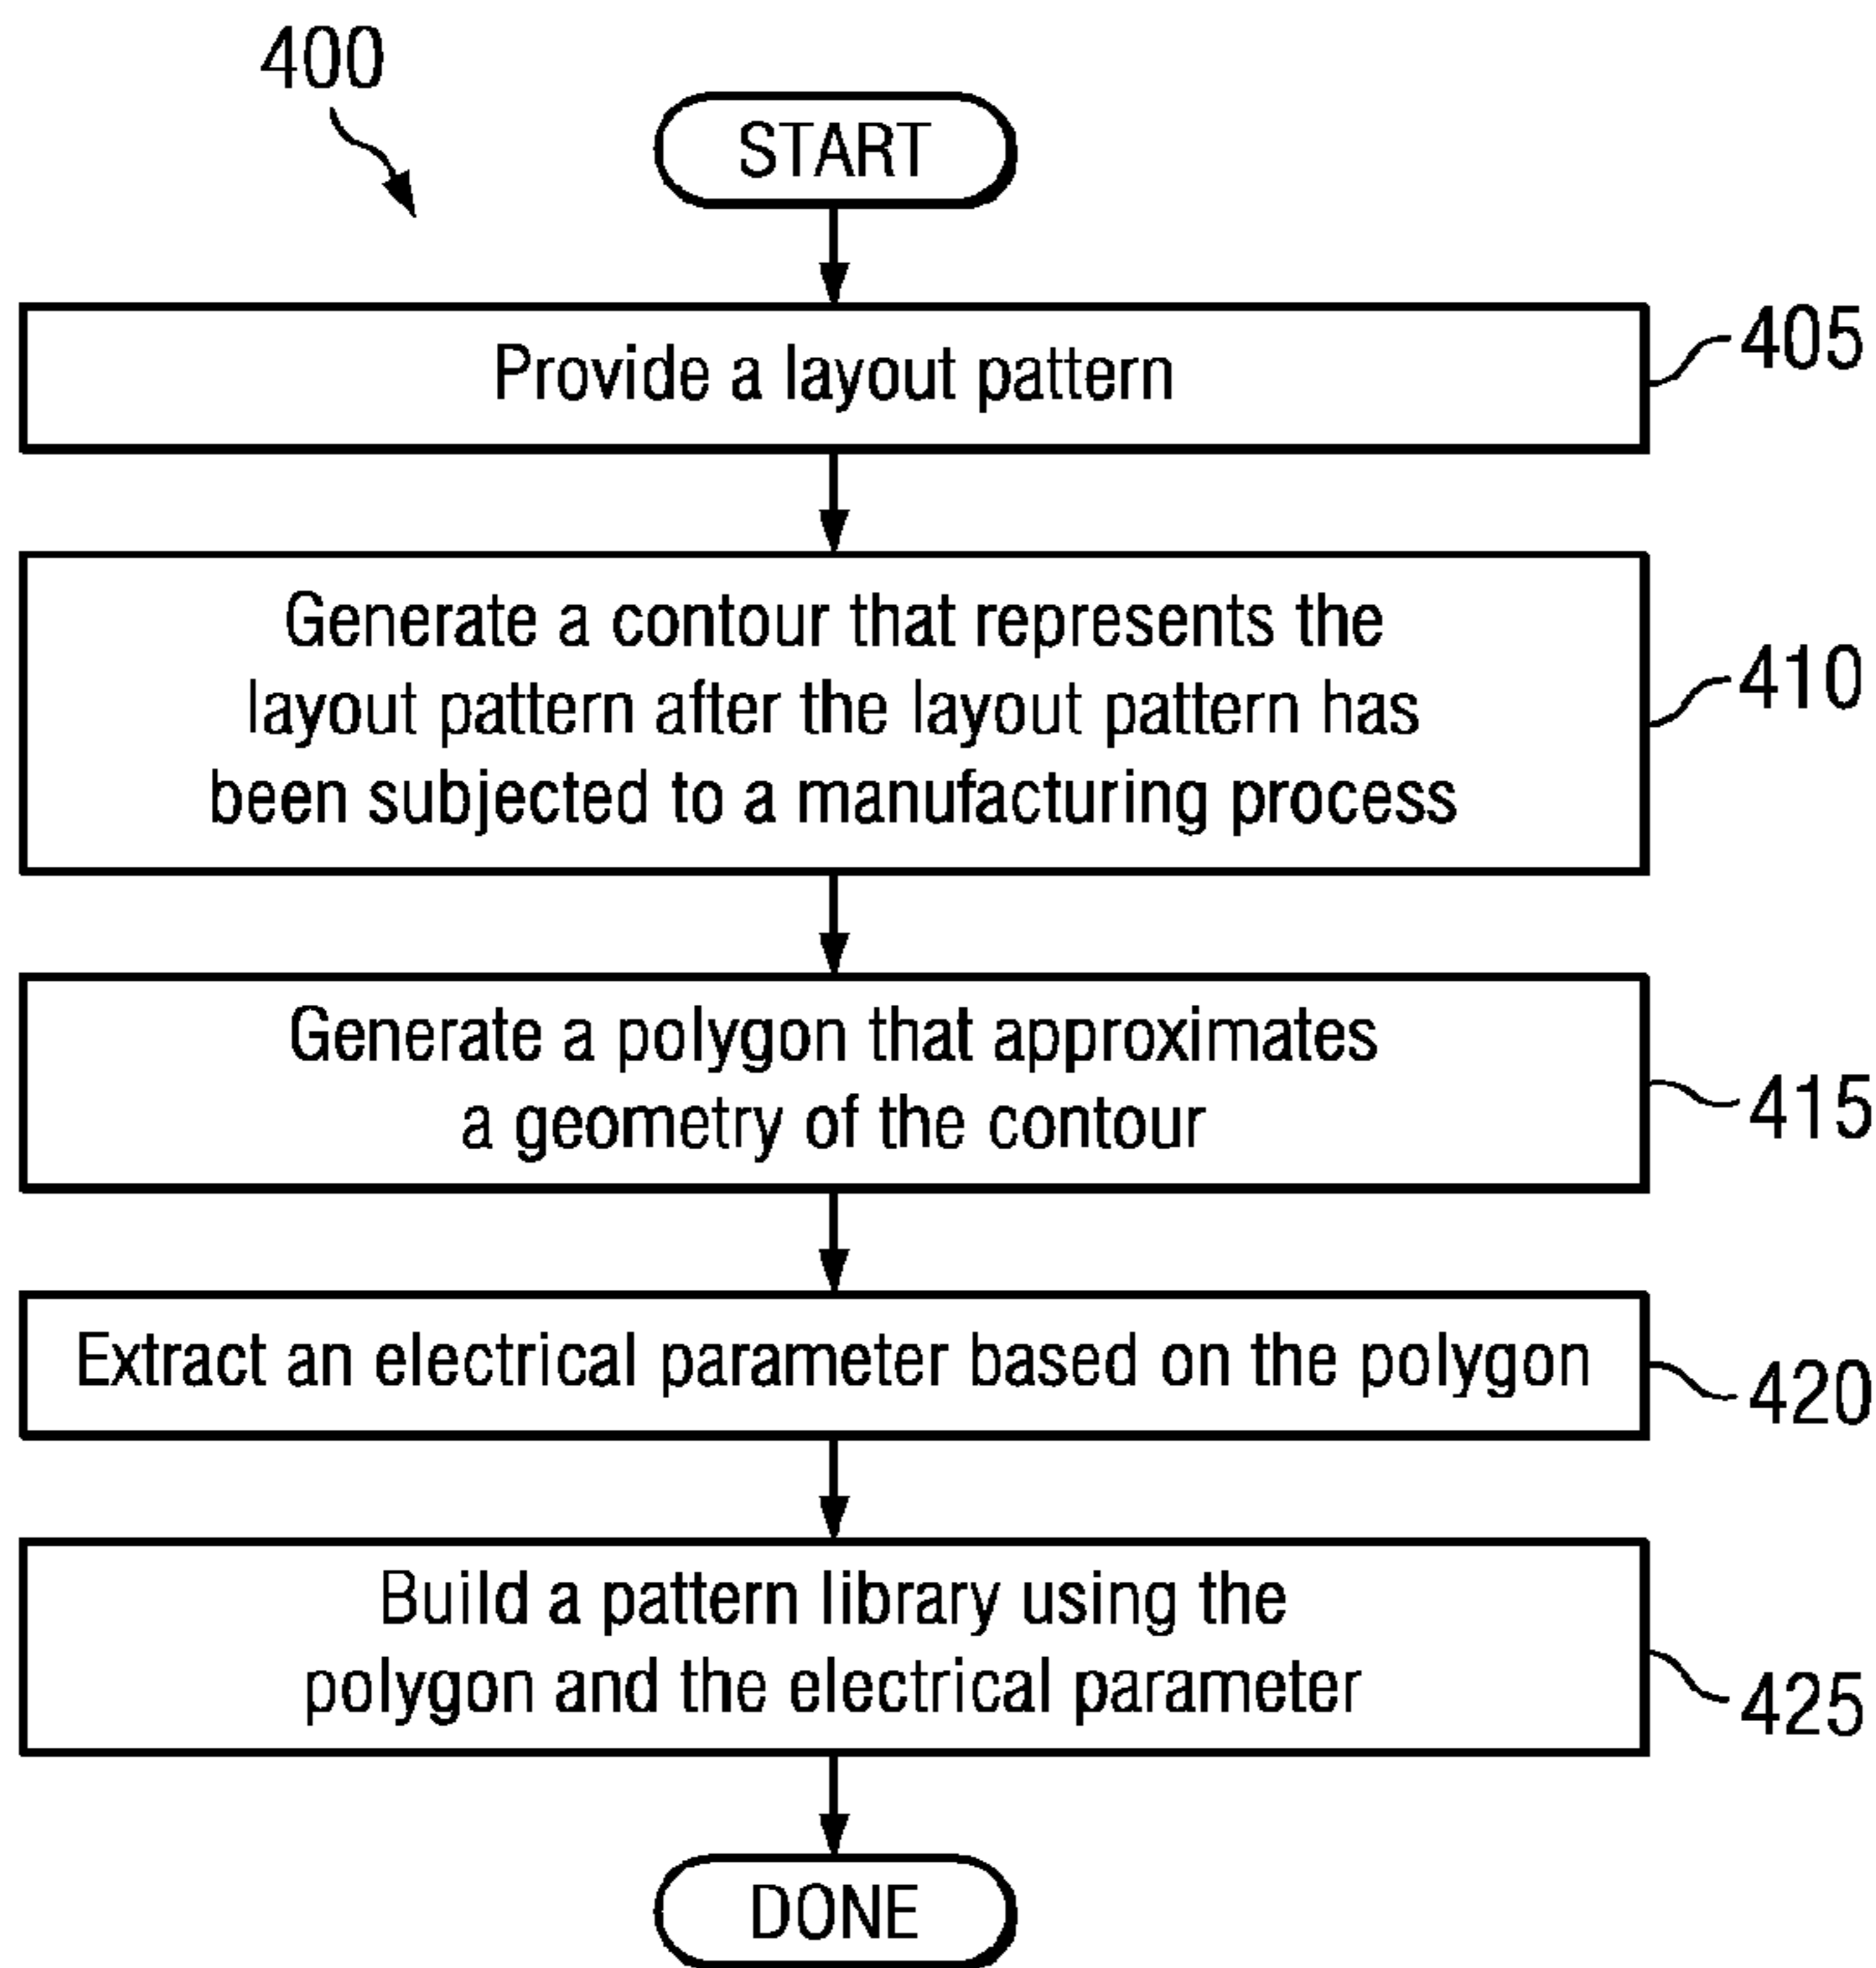 400
START
Provide a layout pattern
405
Generate a contour that represents the
layout pattern after the layout pattern has
been subjected to a manufacturing process
410
Generate a polygon that approximates
a geometry of the contour
415
Extract an electrical parameter based on the polygon
420
Build a pattern library using the
polygon and the electrical parameter
425
DONE